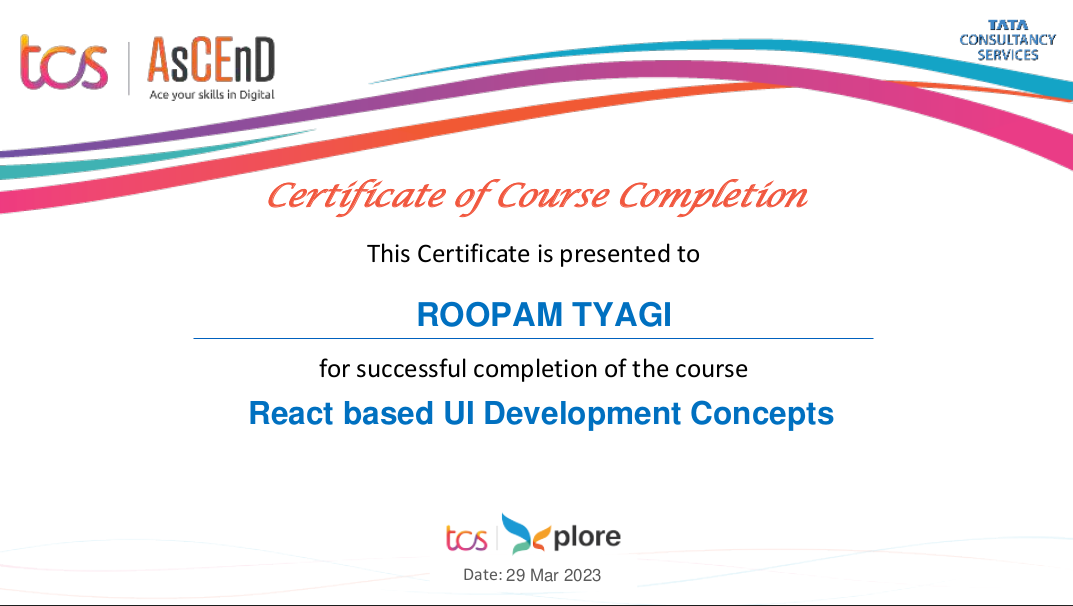 tcs AsCEnD
Ace your skills in Digital
TATA
CONSULTANCY
SERVICES
Certificate of Course Completion
This Certificate is presented to
ROOPAM TYAGI
for successful completion of the course
React based UI Development Concepts
tcs Xplore
Date: 29 Mar 2023